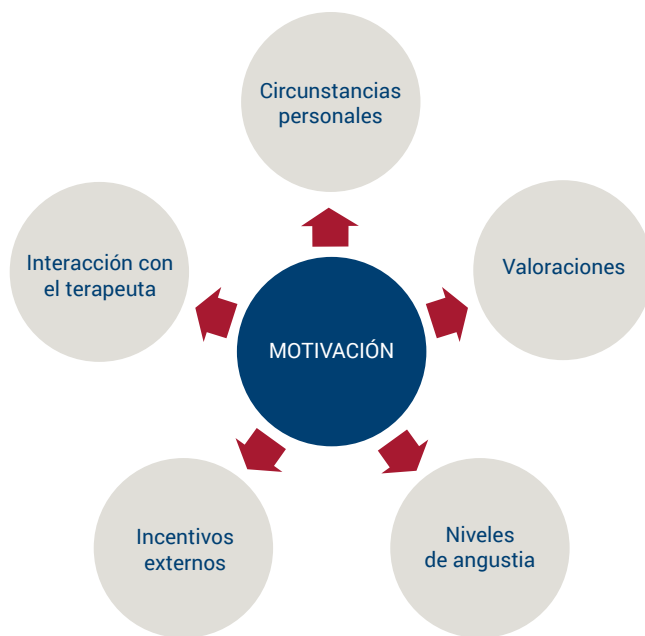 Circunstancias
personales
Interacción con
el terapeuta
Valoraciones
MOTIVACIÓN
Incentivos
externos
Niveles
de angustia